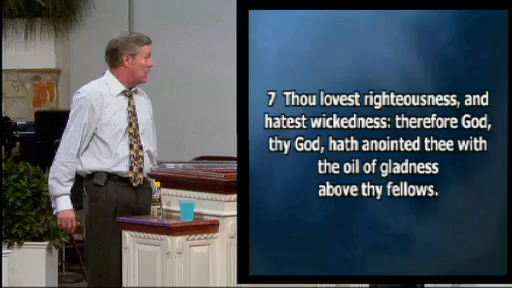 7 Thou lovest righteousness, and
hatest wickedness: therefore God,
thy God, hath anointed thee with
the oil of gladness
above thy fellows.